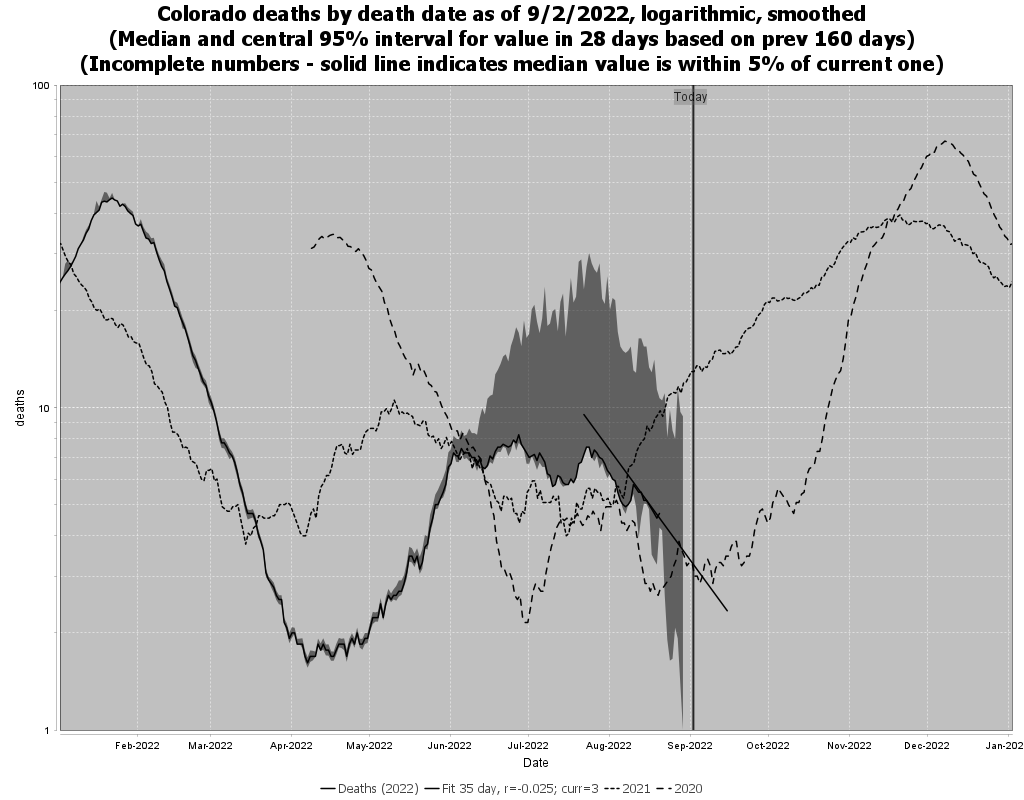 Colorado deaths by death date as of 9/2/2022, logarithmic, smoothed
(Median and central 95% interval for value in 28 days based on prev 160 days)
(Incomplete numbers - solid line indicates median value is within 5% of current one)
Today
100
10
1
deaths
Feb-2022 Mar-2022 Apr-2022 May-2022 Jun-2022 Jul-2022 Aug-2022 Sep-2022 Oct-2022 Nov-2022 Dec-2022 Jan-202
Date
Deaths (2022) Fit 35 day, r=-0.025; curr=3 2021 2020